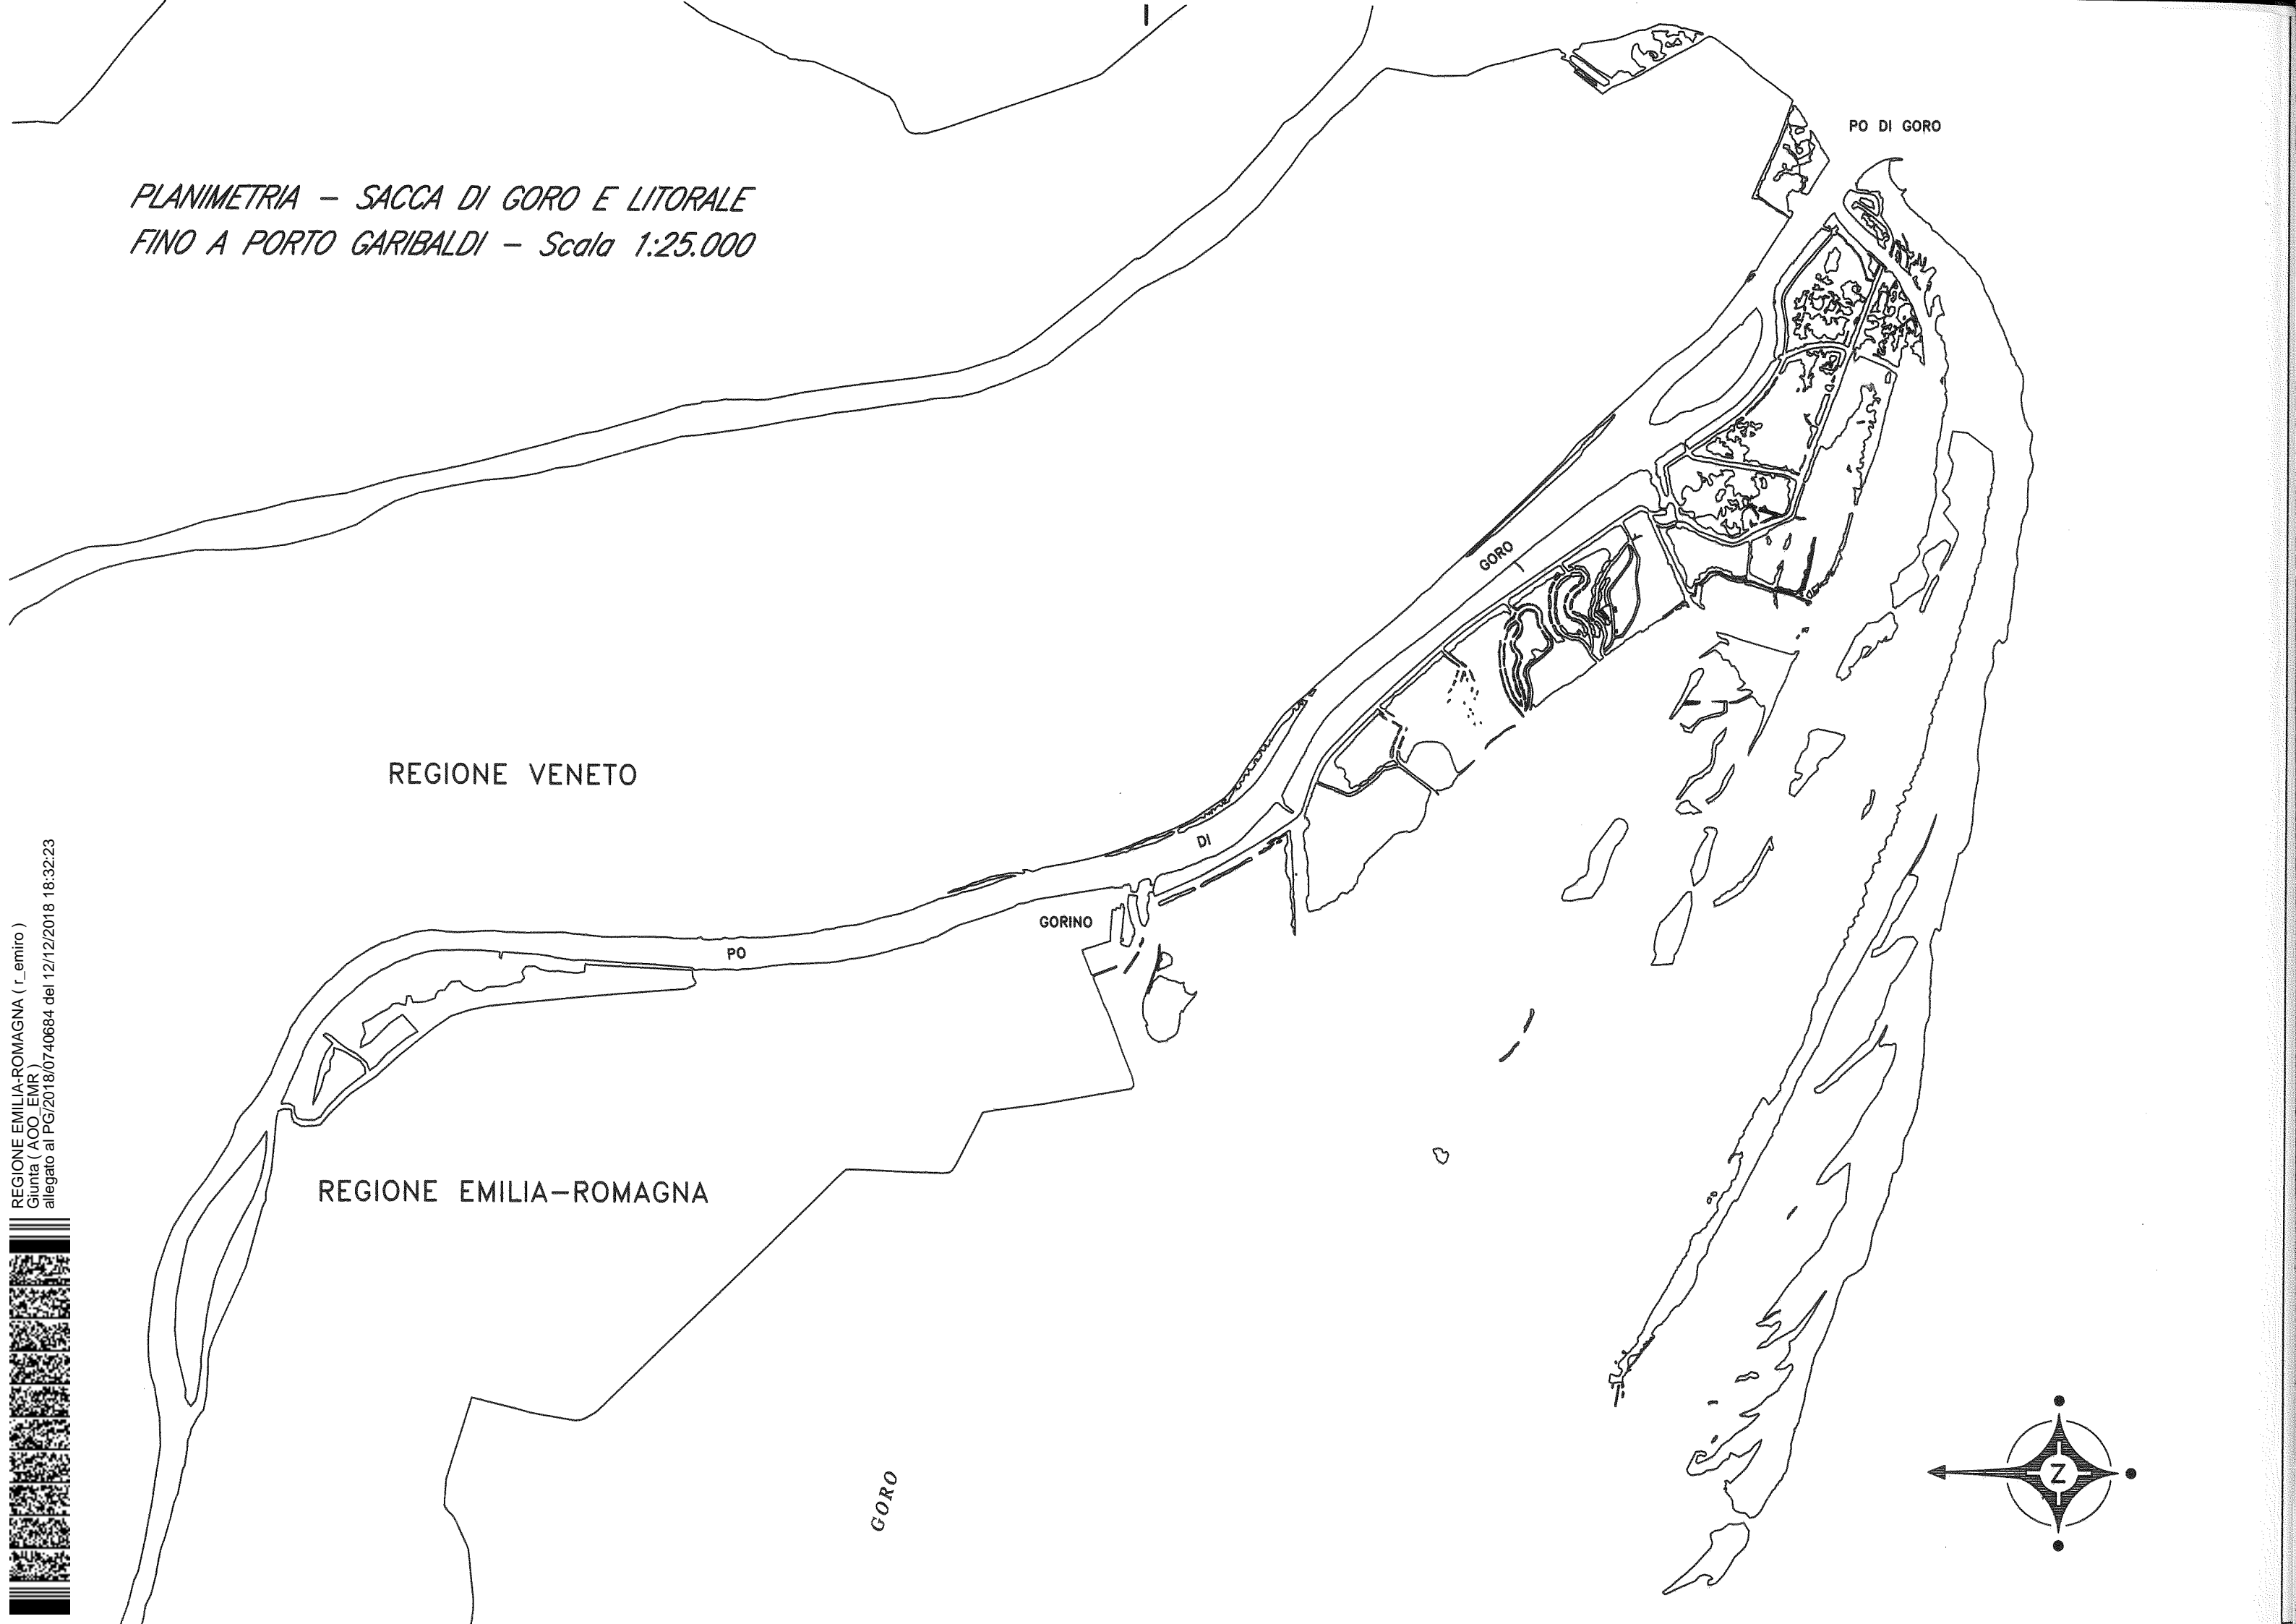 PO DI GORO
PLANIMETRIA – SACCA DI GORO E LITORALE
FINO A PORTO GARIBALDI – Scala 1:25.000
GORO
REGIONE VENETO
DI
GORINO
PO
REGIONE EMILIA–ROMAGNA
GORO
Z
REGIONE EMILIA-ROMAGNA ( r_emiro )
Giunta ( AOO_EMR )
allegato al PG/2018/0740684 del 12/12/2018 18:32:23